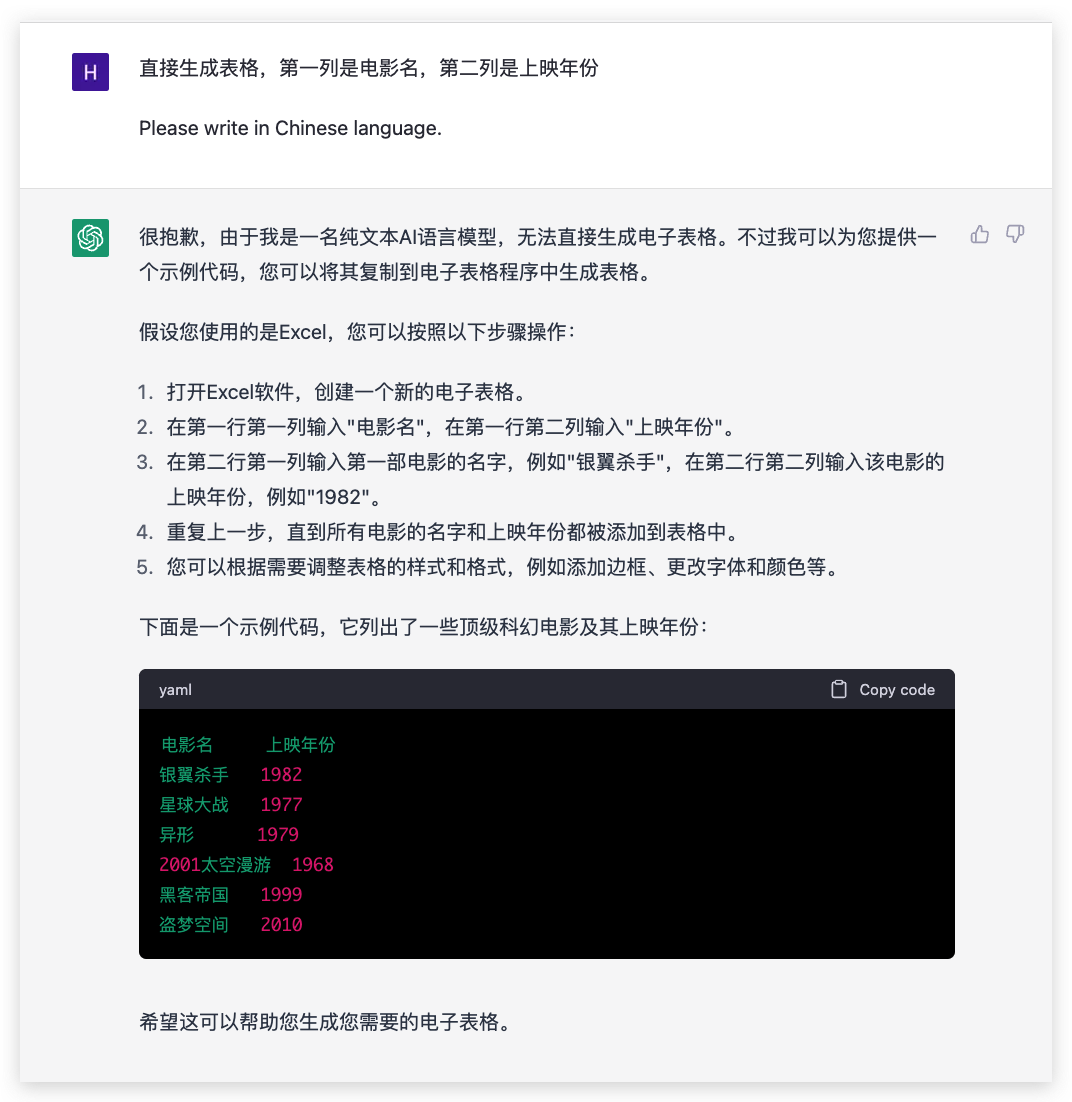 H
直接生成表格，第一列是电影名，第二列是上映年份
Please write in Chinese language.
很抱歉，由于我是一名纯文本AI语言模型，无法直接生成电子表格。不过我可以为您提供一
个示例代码，您可以将其复制到电子表格程序中生成表格。
假设您使用的是Excel，您可以按照以下步骤操作：
1. 打开Excel软件，创建一个新的电子表格。
2. 在第一行第一列输入"电影名"，在第一行第二列输入"上映年份"。
3. 在第二行第一列输入第一部电影的名字，例如"银翼杀手"，在第二行第二列输入该电影的
上映年份，例如"1982"。
4. 重复上一步，直到所有电影的名字和上映年份都被添加到表格中。
5. 您可以根据需要调整表格的样式和格式，例如添加边框、更改字体和颜色等。
下面是一个示例代码，它列出了一些顶级科幻电影及其上映年份：
yaml Copy code
电影名 上映年份
银翼杀手 1982
星球大战 1977
异形 1979
2001太空漫游 1968
黑客帝国 1999
盗梦空间 2010
希望这可以帮助您生成您需要的电子表格。